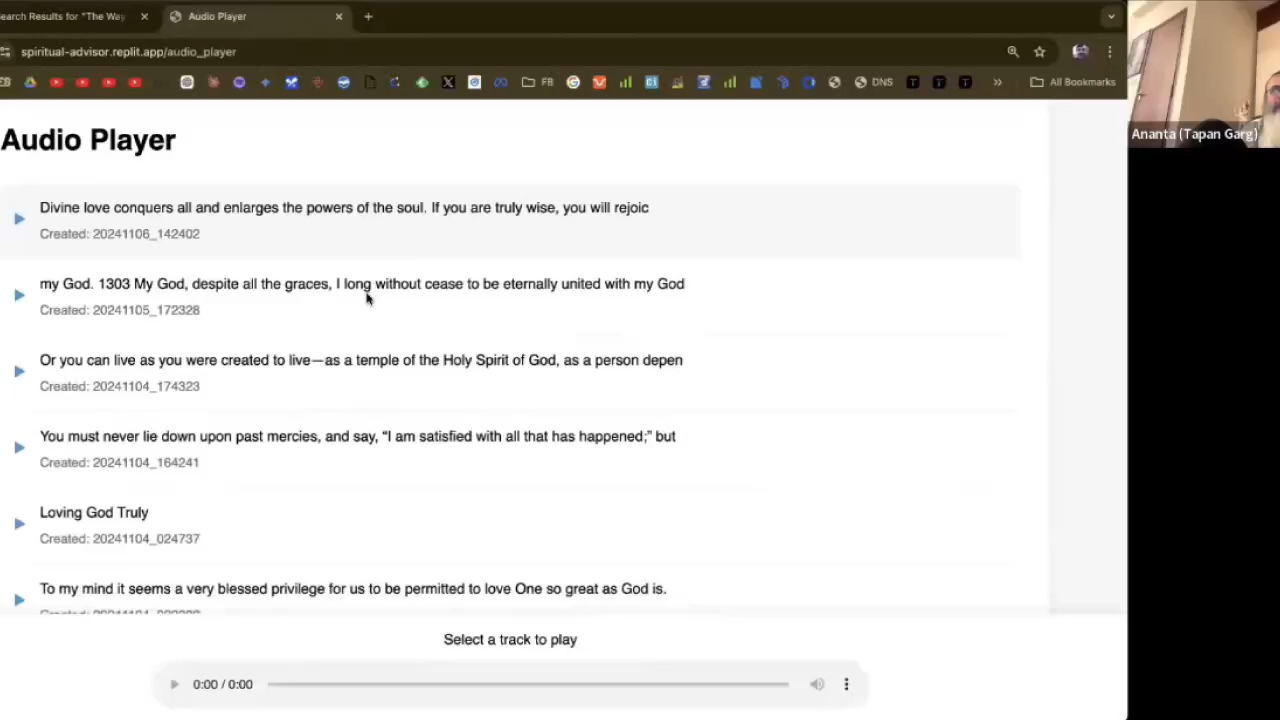 earch Results for "The Way
Audio Player
spiritual-advisor.replit.app/audio_player
FB
DNS
All Bookmarks
Ananta (Tapan Garg)
Audio Player
Divine love conquers all and enlarges the powers of the soul. If you are truly wise, you will rejoic
Created: 20241106_142402
my God. 1303 My God, despite all the graces, I long without cease to be eternally united with my God
Created: 20241105_172328
Or you can live as you were created to live—as a temple of the Holy Spirit of God, as a person depen
Created: 20241104_174323
You must never lie down upon past mercies, and say, “I am satisfied with all that has happened;” but
Created: 20241104_164241
Loving God Truly
Created: 20241104_024737
To my mind it seems a very blessed privilege for us to be permitted to love One so great as God is.
Select a track to play
0:00 / 0:00